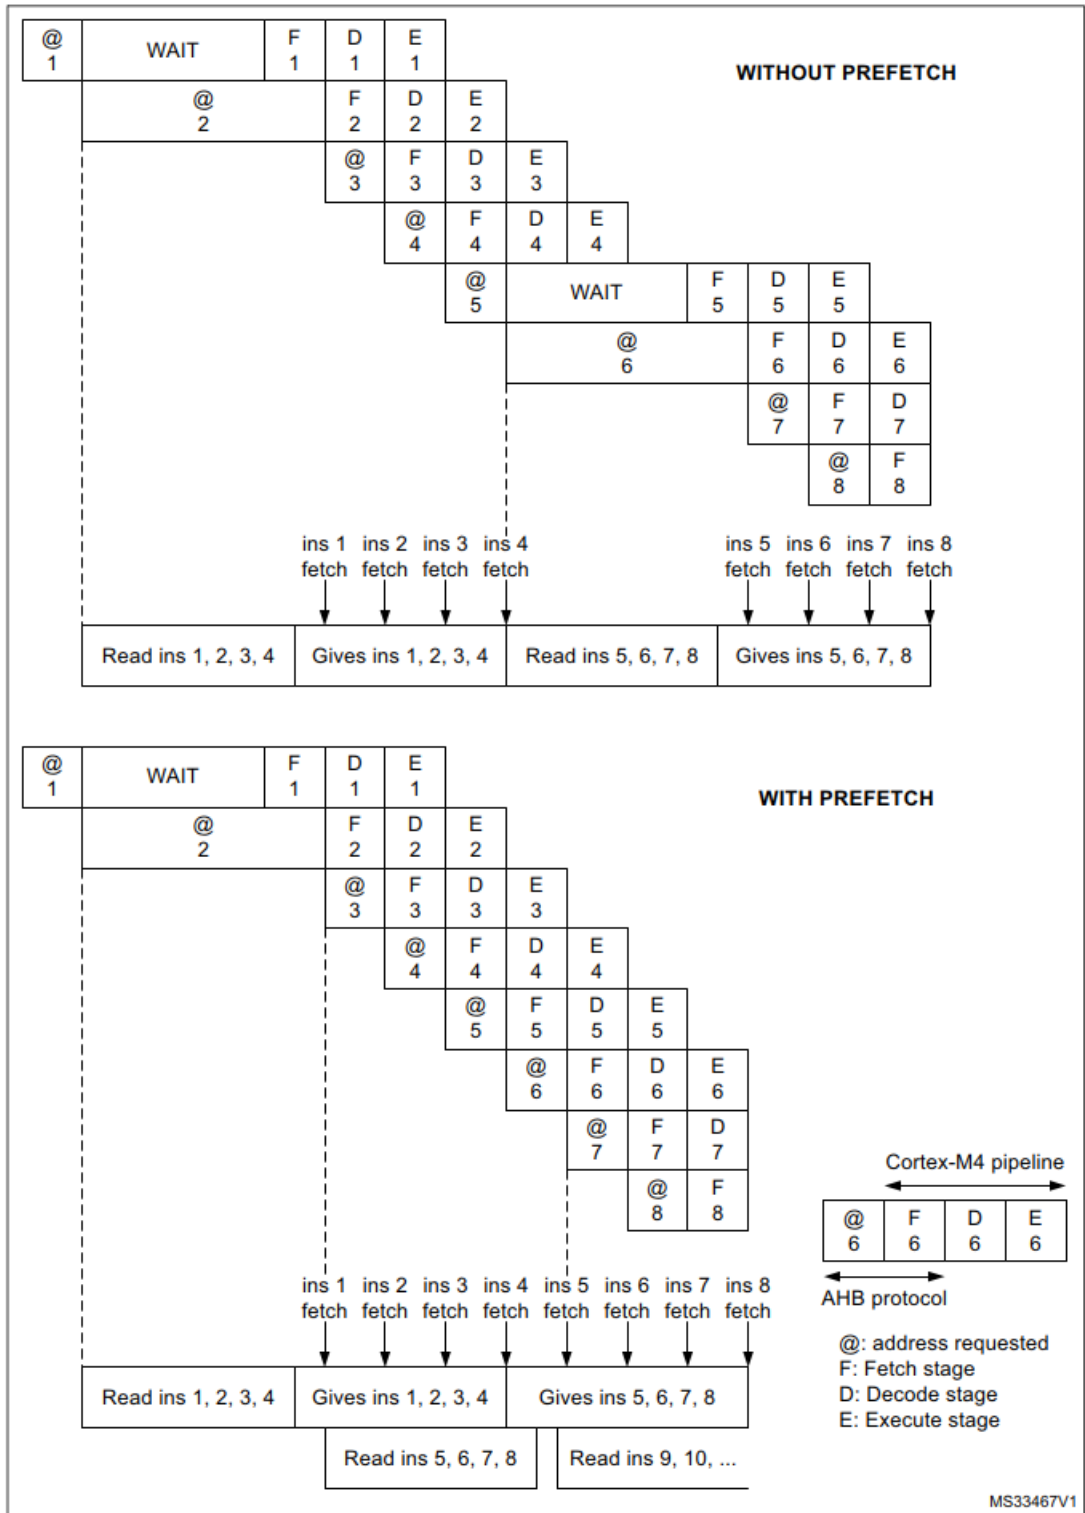 @ WAIT F D E
1 1 1 1
WITHOUT PREFETCH
@ F D E
2 2 2 2
@ F D E
3 3 3 3
@ F D E
4 4 4 4
@ WAIT F D E
5 5 5 5
@ F D E
6 6 6 6
@ F D
7 7 7
@ F
8 8
ins 1 ins 2 ins 3 ins 4 ins 5 ins 6 ins 7 ins 8
fetch fetch fetch fetch fetch fetch fetch fetch
Read ins 1, 2, 3, 4 Gives ins 1, 2, 3, 4 Read ins 5, 6, 7, 8 Gives ins 5, 6, 7, 8
@ WAIT F D E
1 1 1 1
WITH PREFETCH
@ F D E
2 2 2 2
@ F D E
3 3 3 3
@ F D E
4 4 4 4
@ F D E
5 5 5 5
@ F D E
6 6 6 6
@ F D
7 7 7
@ F
8 8
Cortex-M4 pipeline
@ F D E
6 6 6 6
AHB protocol
ins 1 ins 2 ins 3 ins 4 ins 5 ins 6 ins 7 ins 8
fetch fetch fetch fetch fetch fetch fetch fetch
@: address requested
F: Fetch stage
D: Decode stage
E: Execute stage
Read ins 1, 2, 3, 4 Gives ins 1, 2, 3, 4 Gives ins 5, 6, 7, 8
Read ins 5, 6, 7, 8 Read ins 9, 10, ...
MS33467V1